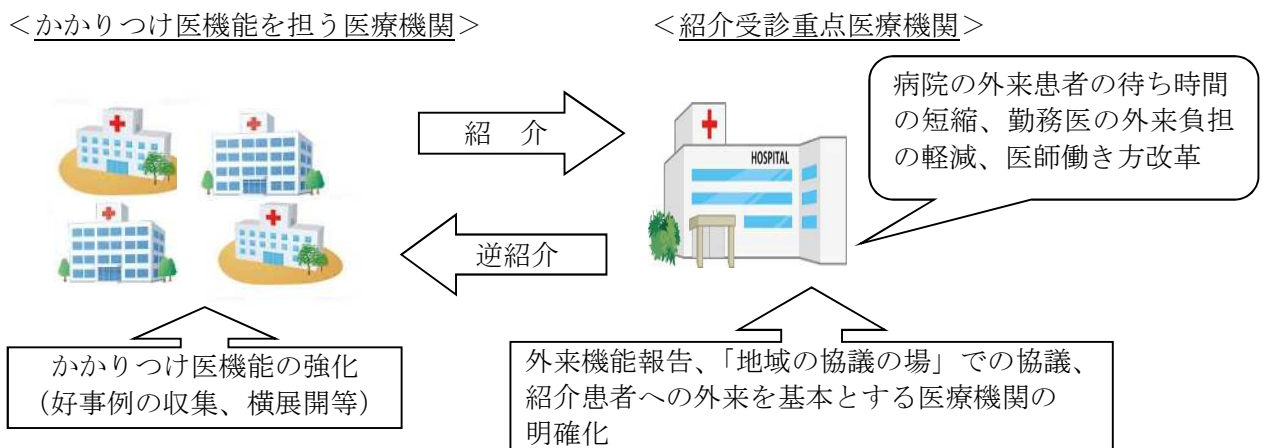 ＜かかりつけ医機能を担う医療機関＞
＜紹介受診重点医療機関＞
病院の外来患者の待ち時間
の短縮、勤務医の外来負担
の軽減、医師働き方改革
紹　介
HOSPITAL
逆紹介
かかりつけ医機能の強化
（好事例の収集、横展開等）
外来機能報告、「地域の協議の場」での協議、
紹介患者への外来を基本とする医療機関の
明確化